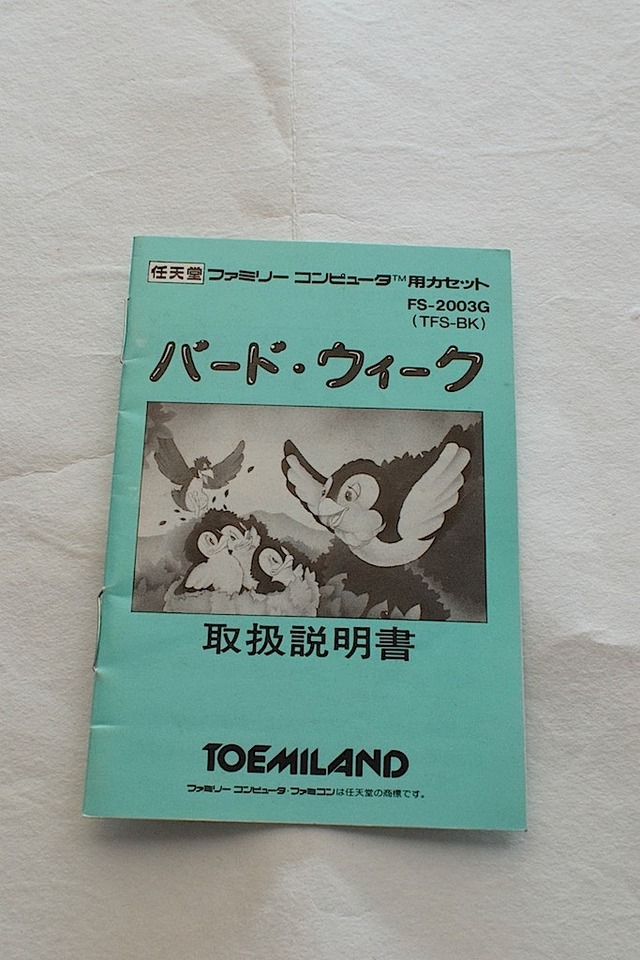 任天堂 ファミリー コンピュータ™用カセット
FS-2003G
(TFS-BK)
バード・ウィーク
取扱説明書
TOEMILAND
ファミリー コンピュータ・ファミコンは任天堂の商標です。